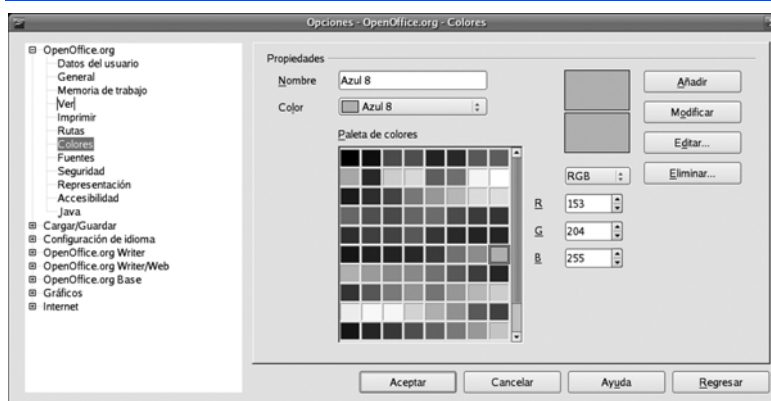 Opciones - OpenOffice.org - Colores
OpenOffice.org
Datos del usuario
General
Memoria de trabajo
Ver
Imprimir
Rutas
Colores
Fuentes
Seguridad
Representación
Accesibilidad
Java
Cargar/Guardar
Configuración de idioma
OpenOffice.org Writer
OpenOffice.org Writer/Web
OpenOffice.org Base
Gráficos
Internet
Propiedades
Nombre Azul 8
Color Azul 8
Paleta de colores
RGB
R 153
G 204
B 255
Añadir
Modificar
Editar...
Eliminar...
Aceptar Cancelar Ayuda Regresar